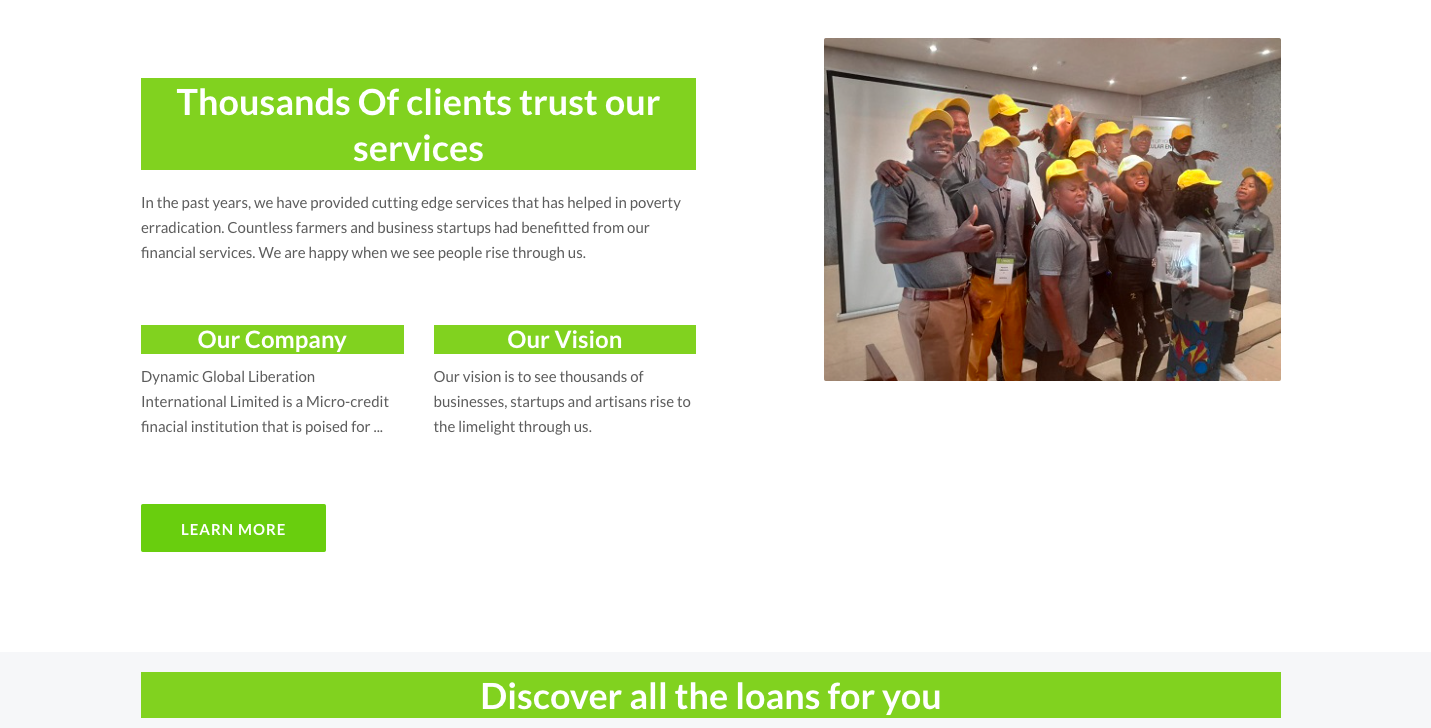 Thousands Of clients trust our
services
In the past years, we have provided cutting edge services that has helped in poverty
erradication. Countless farmers and business startups had benefitted from our
financial services. We are happy when we see people rise through us.
Our Company
Dynamic Global Liberation
International Limited is a Micro-credit
finacial institution that is poised for ...
Our Vision
Our vision is to see thousands of
businesses, startups and artisans rise to
the limelight through us.
LEARN MORE
Discover all the loans for you